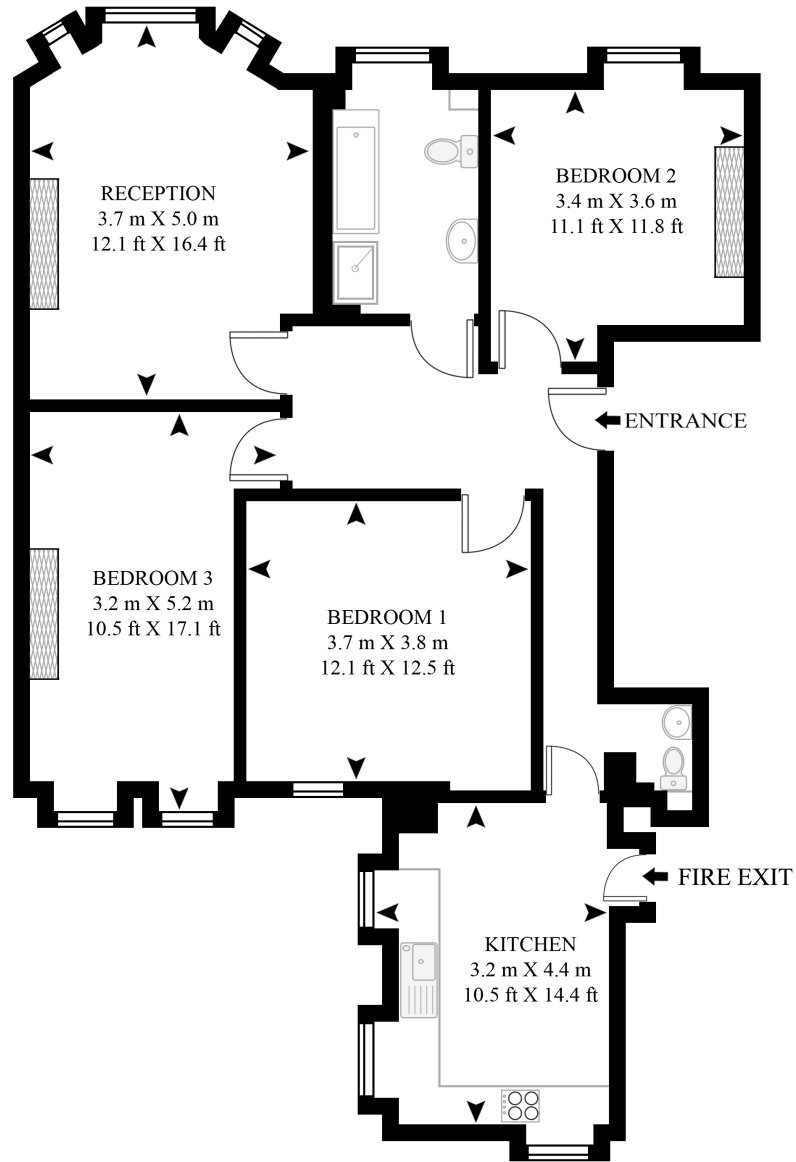 RECEPTION
3.7 m X 5.0 m
12.1 ft X 16.4 ft
BEDROOM 2
3.4 m X 3.6 m
11.1 ft X 11.8 ft
ENTRANCE
BEDROOM 3
3.2 m X 5.2 m
10.5 ft X 17.1 ft
BEDROOM 1
3.7 m X 3.8 m
12.1 ft X 12.5 ft
FIRE EXIT
KITCHEN
3.2 m X 4.4 m
10.5 ft X 14.4 ft